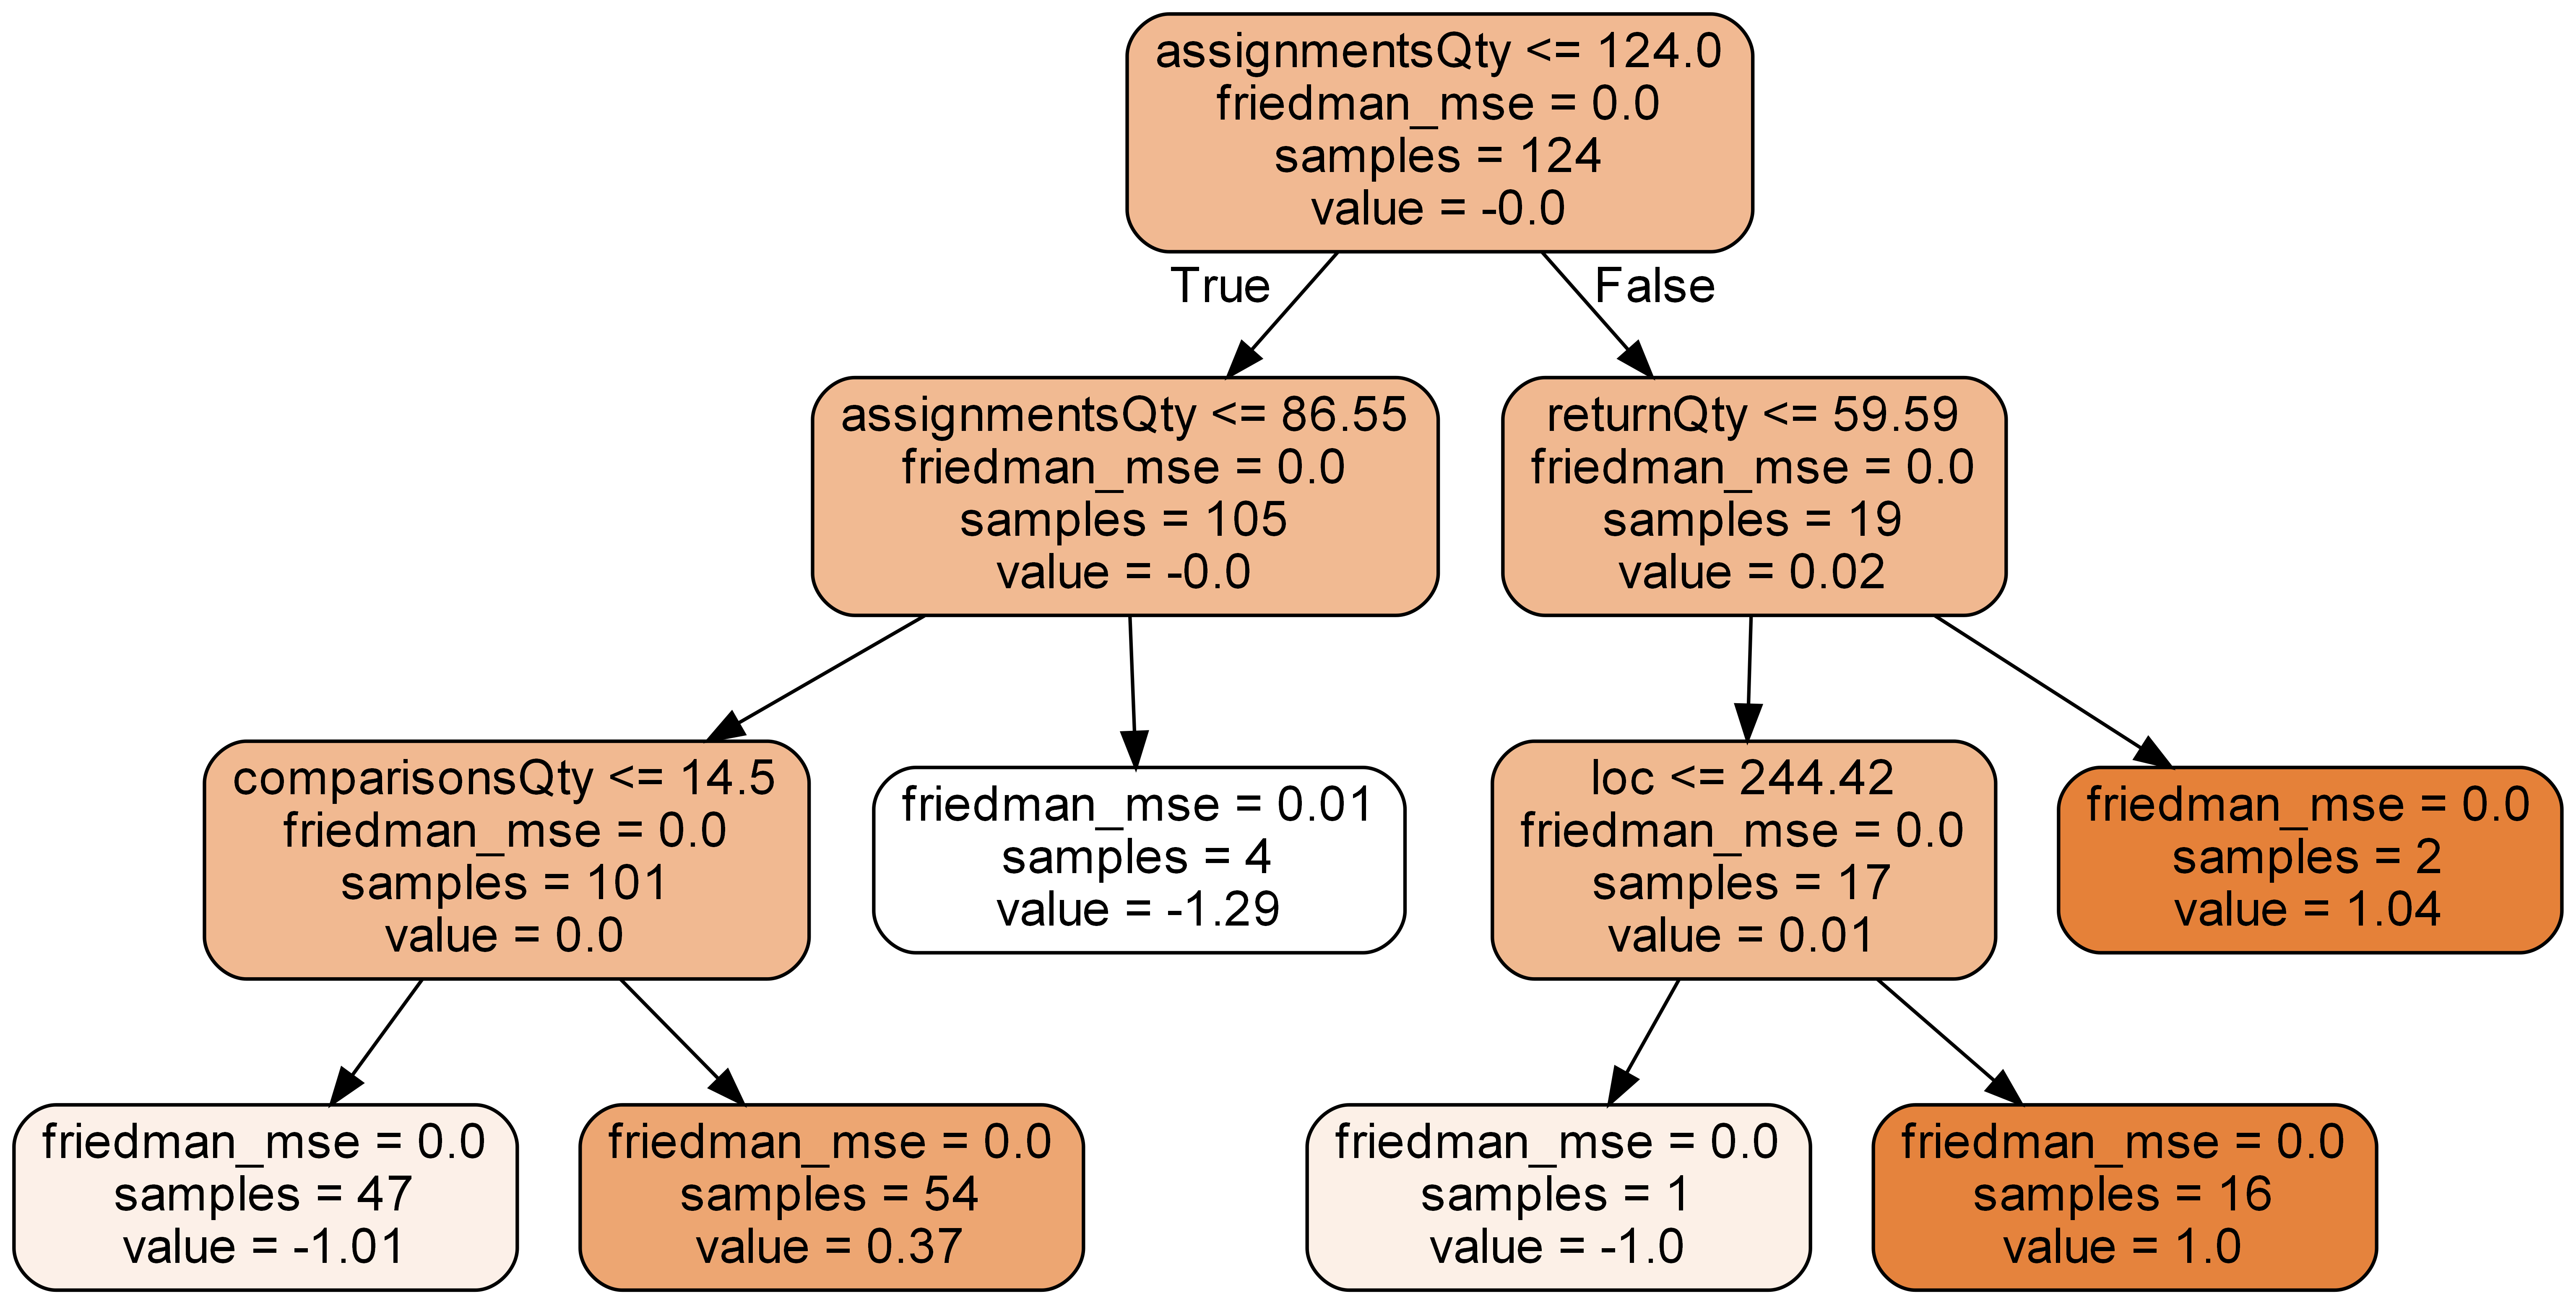 assignmentsQty <= 124.0
friedman_mse = 0.0
samples = 124
value = -0.0
True
False
assignmentsQty <= 86.55
friedman_mse = 0.0
samples = 105
value = -0.0
returnQty <= 59.59
friedman_mse = 0.0
samples = 19
value = 0.02
comparisonsQty <= 14.5
friedman_mse = 0.0
samples = 101
value = 0.0
friedman_mse = 0.01
samples = 4
value = -1.29
loc <= 244.42
friedman_mse = 0.0
samples = 17
value = 0.01
friedman_mse = 0.0
samples = 2
value = 1.04
friedman_mse = 0.0
samples = 47
value = -1.01
friedman_mse = 0.0
samples = 54
value = 0.37
friedman_mse = 0.0
samples = 1
value = -1.0
friedman_mse = 0.0
samples = 16
value = 1.0